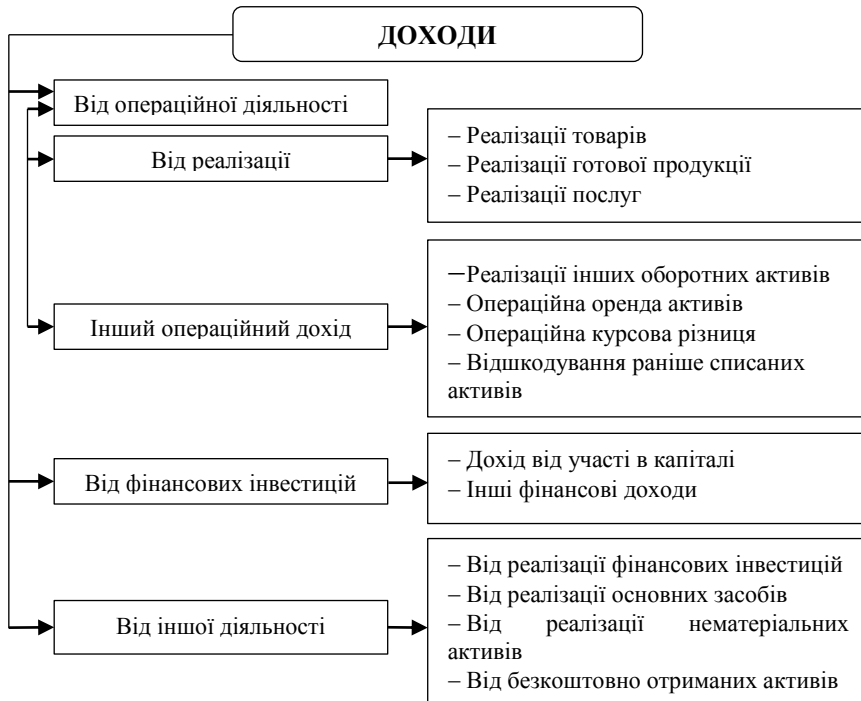 ДОХОДИ
Від операційної діяльності
Від реалізації
– Реалізації товарів
– Реалізації готової продукції
– Реалізації послуг
Інший операційний дохід
–Реалізації інших оборотних активів
– Операційна оренда активів
– Операційна курсова різниця
– Відшкодування раніше списаних
активів
Від фінансових інвестицій
– Дохід від участі в капіталі
– Інші фінансові доходи
Від іншої діяльності
– Від реалізації фінансових інвестицій
– Від реалізації основних засобів
– Від реалізації нематеріальних
активів
– Від безкоштовно отриманих активів